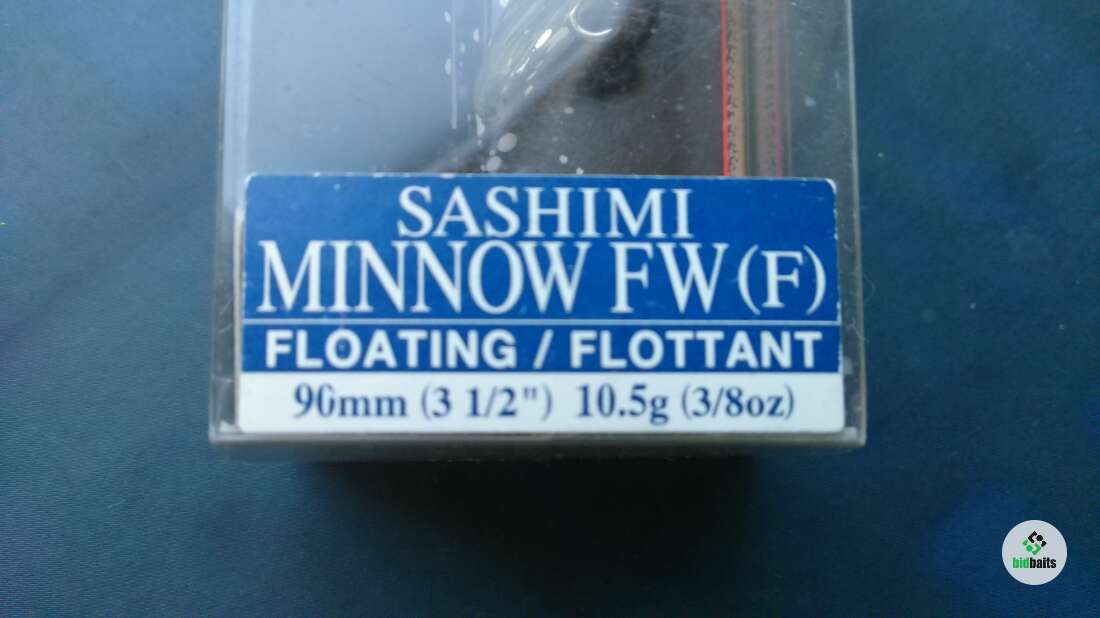 SASHIMI
MINNOW FW (F)
FLOATING / FLOTTANT
90mm (3 1/2") 10.5g (3/8oz)
bidbaits